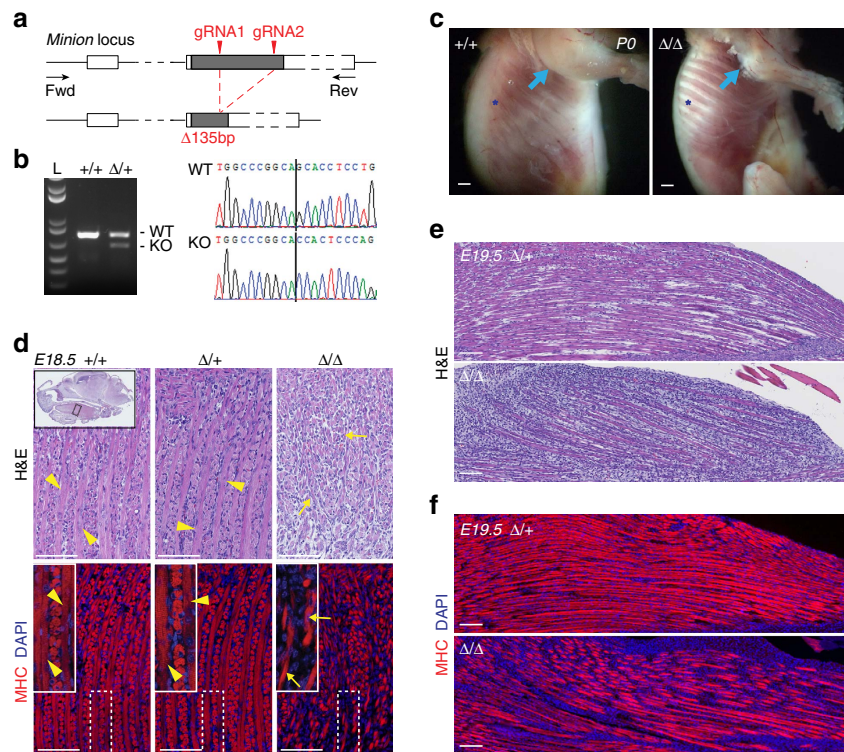 a
Minion locus
gRNA1 gRNA2
Fwd
Rev
Δ135bp
b
L +/+ Δ/+
- WT
- KO
WT
TGGCCCGGCAGCACCTCCTG
KO
TGGCCCGGCACCACTCCCAG
c
+/+ P0
Δ/Δ
*
*
d
E18.5 +/+
Δ/+
Δ/Δ
H&E
MHC DAPI
e
E19.5 Δ/+
Δ/Δ
H&E
f
E19.5 Δ/+
Δ/Δ
MHC DAPI